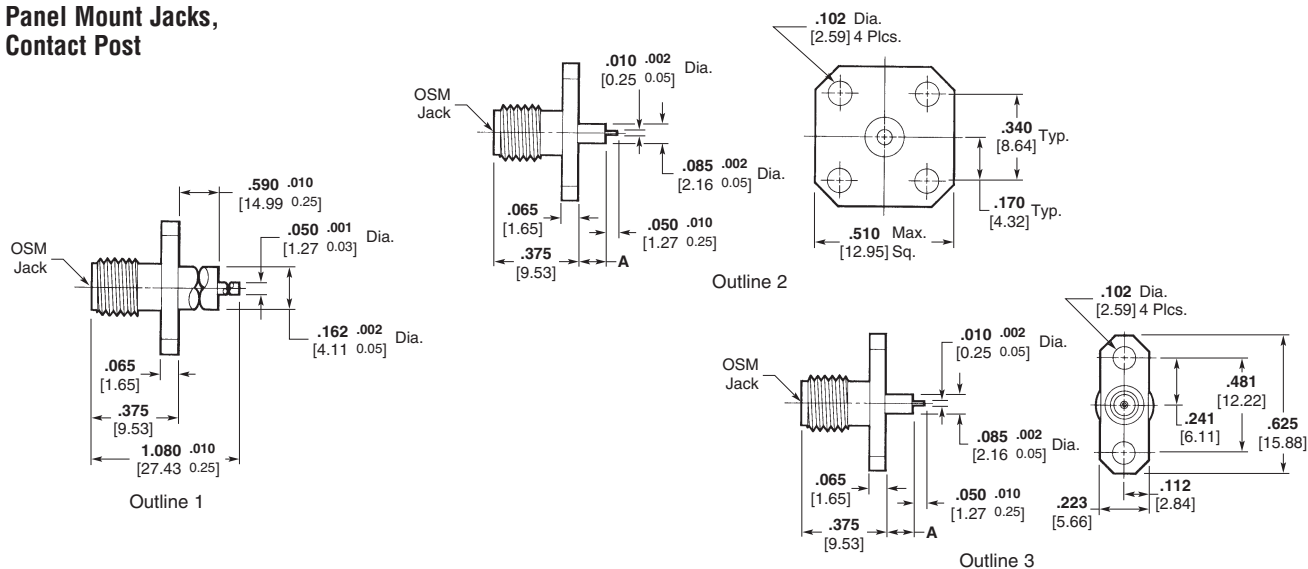 Panel Mount Jacks,
Contact Post
.590 .010
[14.99 0.25]
.050 .001 Dia.
[1.27 0.03]
OSM
Jack
.162 .002 Dia.
[4.11 0.05]
.065
[1.65]
.375
[9.53]
1.080 .010
[27.43 0.25]
Outline 1
.010 .002 Dia.
[0.25 0.05]
OSM
Jack
.085 .002 Dia.
[2.16 0.05]
.065
[1.65]
.050 .010
[1.27 0.25]
.375
[9.53]
A
.102 Dia.
[2.59] 4 Plcs.
.340 Typ.
[8.64]
.170 Typ.
[4.32]
.510 Max.
[12.95] Sq.
Outline 2
.010 .002 Dia.
[0.25 0.05]
OSM
Jack
.085 .002 Dia.
[2.16 0.05]
.065
[1.65]
.050 .010
[1.27 0.25]
.375
[9.53]
A
.102 Dia.
[2.59] 4 Plcs.
.481
[12.22]
.241
[6.11]
.625
[15.88]
.112
[2.84]
.223
[5.66]
Outline 3